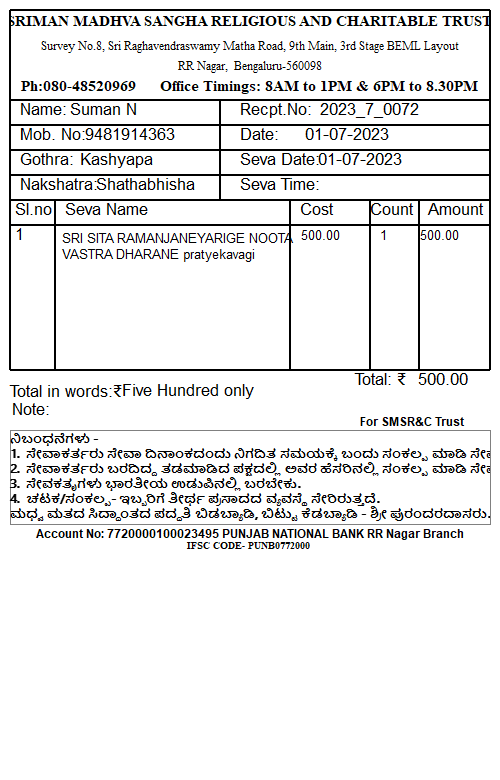 SRIMAN MADHVA SANGHA RELIGIOUS AND CHARITABLE TRUST
Survey No.8, Sri Raghavendraswamy Matha Road, 9th Main, 3rd Stage BEML Layout
RR Nagar, Bengaluru-560098
Ph:080-48520969 Office Timings: 8AM to 1PM & 6PM to 8.30PM
Name: Suman N Recpt.No: 2023_7_0072
Mob. No:9481914363 Date: 01-07-2023
Gothra: Kashyapa Seva Date:01-07-2023
Nakshatra:Shathabhisha Seva Time:
Sl.no Seva Name Cost Count Amount
1 SRI SITA RAMANJANEYARIGE NOOTA 500.00 1 500.00
VASTRA DHARANE pratyekavagi
Total: ₹ 500.00
Total in words:₹Five Hundred only
Note:
For SMSR&C Trust
ನಿಬಂಧನೆಗಳು -
1. ಸೇವಾಕರ್ತರು ಸೇವಾ ದಿನಾಂಕದಂದು ನಿಗದಿತ ಸಮಯಕ್ಕೆ ಬಂದು ಸಂಕಲ್ಪ ಮಾಡಿ ಸೇವ
2. ಸೇವಾಕರ್ತರು ಬರದಿದ್ದ ತಡಮಾಡಿದ ಪಕ್ಷದಲ್ಲಿ ಅವರ ಹೆಸರಿನಲ್ಲಿ ಸಂಕಲ್ಪ ಮಾಡಿ ಸೇವ
3. ಸೇವಕತೃಗಳು ಭಾರತೀಯ ಉಡುಪಿನಲ್ಲಿ ಬರಬೇಕು.
4. ಚಟಕ/ಸಂಕಲ್ಪ- ಇಬ್ಬರಿಗೆ ತೀರ್ಥ ಪ್ರಸಾದದ ವ್ಯವಸ್ಥೆ ಸೇರಿರುತ್ತದೆ.
ಮಧ್ವ ಮತದ ಸಿದ್ಧಾಂತದ ಪದ್ಧತಿ ಬಿಡಬ್ಯಾಡಿ, ಬಿಟ್ಟು ಕೆಡಬ್ಯಾಡಿ - ಶ್ರೀ ಪುರಂದರದಾಸರು.
Account No: 7720000100023495 PUNJAB NATIONAL BANK RR Nagar Branch
IFSC CODE- PUNB0772000